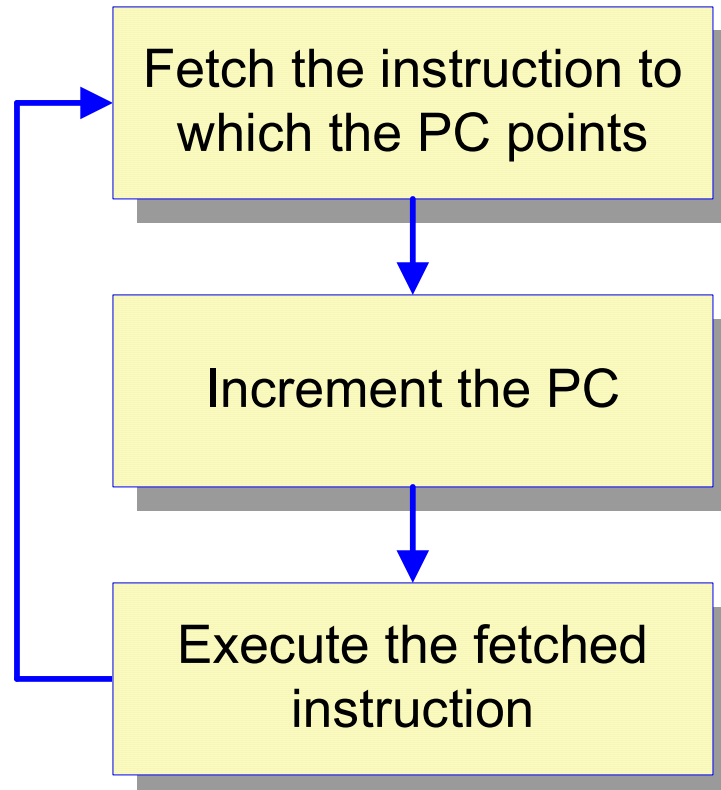 Fetch the instruction to
which the PC points
Increment the PC
Execute the fetched
instruction